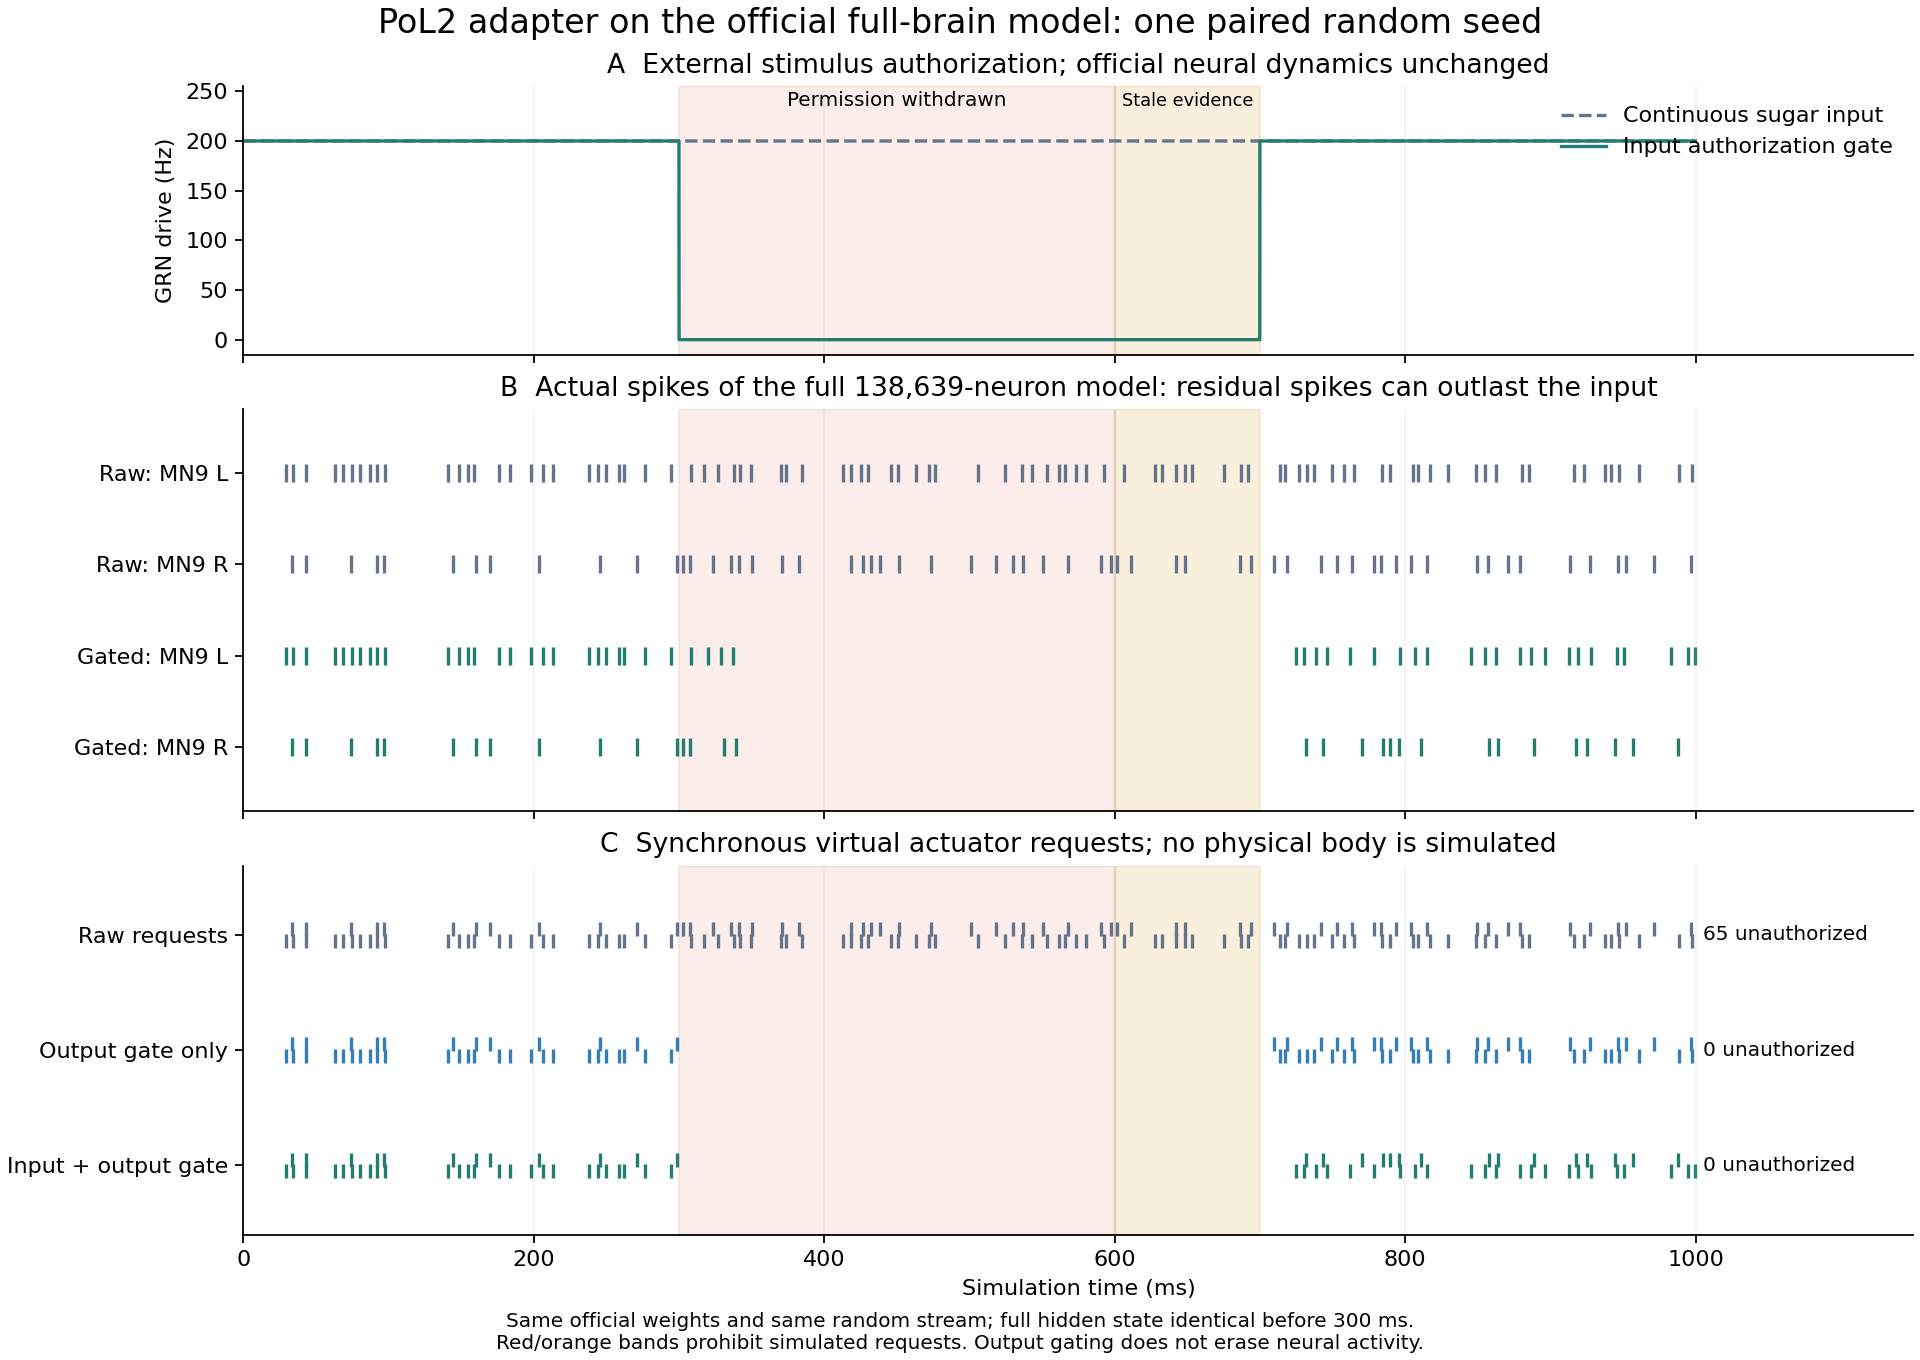 PoL2 adapter on the official full-brain model: one paired random seed
A  External stimulus authorization; official neural dynamics unchanged
250
200
150
100
50
0
GRN drive (Hz)
Permission withdrawn
Stale evidence
Continuous sugar input
Input authorization gate
B  Actual spikes of the full 138,639-neuron model: residual spikes can outlast the input
Raw: MN9 L
Raw: MN9 R
Gated: MN9 L
Gated: MN9 R
C  Synchronous virtual actuator requests; no physical body is simulated
Raw requests
65 unauthorized
Output gate only
0 unauthorized
Input + output gate
0 unauthorized
0
200
400
600
800
1000
Simulation time (ms)
Same official weights and same random stream; full hidden state identical before 300 ms.
Red/orange bands prohibit simulated requests. Output gating does not erase neural activity.